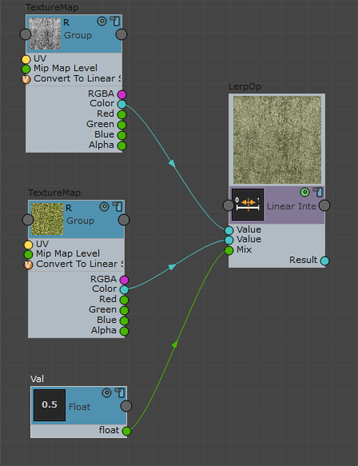 TextureMap
R
Group
UV
Mip Map Level
Convert To Linear S
RGBA
Color
Red
Green
Blue
Alpha
TextureMap
R
Group
UV
Mip Map Level
Convert To Linear S
RGBA
Color
Red
Green
Blue
Alpha
Val
0.5
Float
float
LerpOp
Linear Inte
Value
Value
Mix
Result